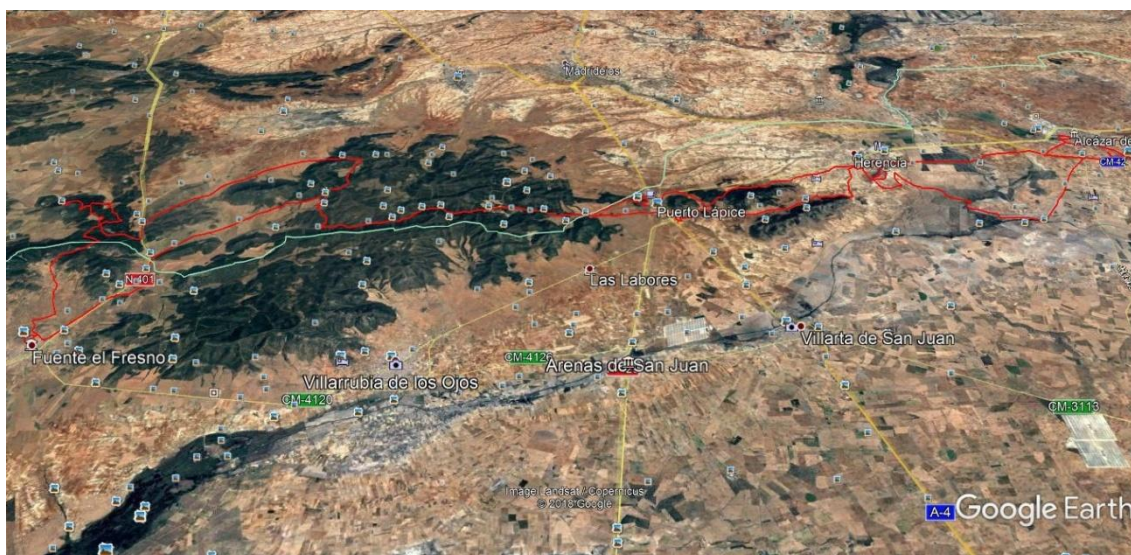 Madridejos
Alcázar de
CM-42
Herencia
Puerto Lápice
N-401
Las Labores
Fuente el Fresno
Villarta de San Juan
CM-4120
Arenas de San Juan
Villarrubia de los Ojos
CM-4120
CM-3113
Image Landsat / Copernicus
© 2018 Google
A-4
Google Earth